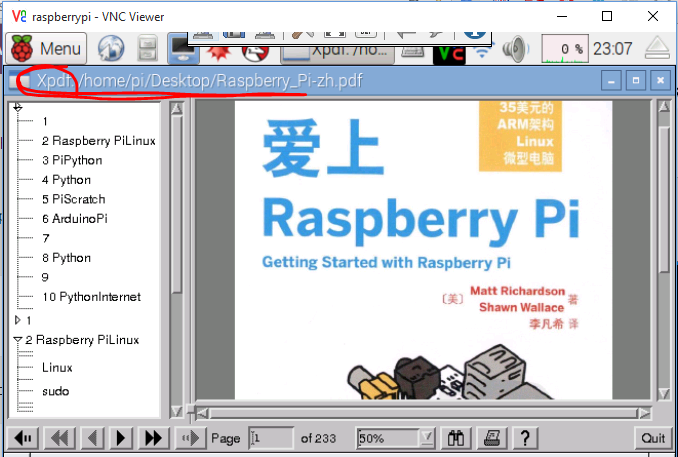 raspberrypi - VNC Viewer
Menu
Xpdf: /ho...
0 %
23:07
Xpdf: /home/pi/Desktop/Raspberry_Pi-zh.pdf
1
2 Raspberry PiLinux
3 PiPython
4 Python
5 PiScratch
6 ArduinoPi
7
8 Python
9
10 PythonInternet
1
2 Raspberry PiLinux
Linux
sudo
35美元的
ARM架构
Linux
微型电脑
爱上
Raspberry Pi
Getting Started with Raspberry Pi
〔美〕 Matt Richardson
Shawn Wallace 著
李凡希 译
Page 1 of 233 50% ? Quit